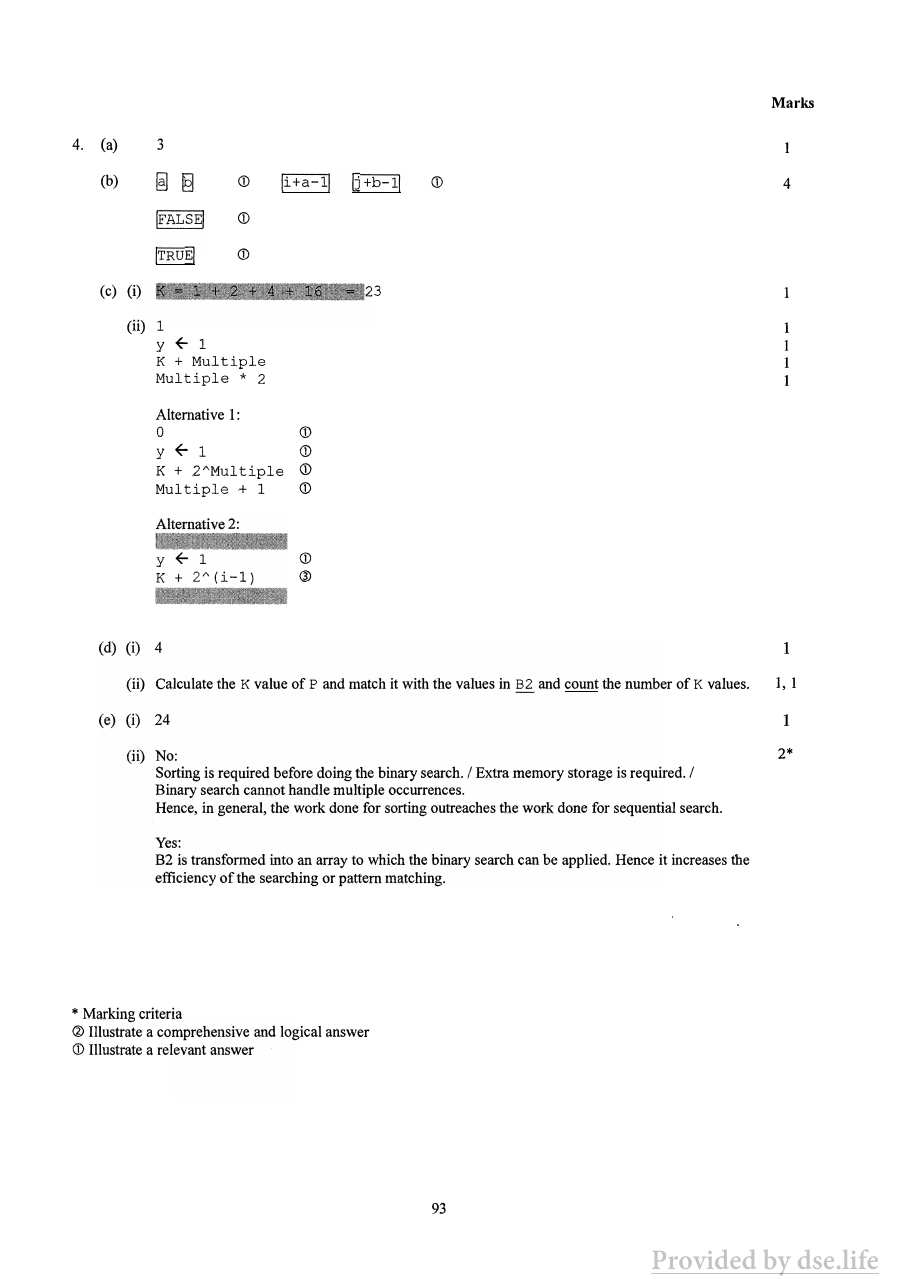 Marks
4. (a) 3 1
(b) a b ① i+a-1 j+b-1 ① 4
FALSE ①
TRUE ①
(c) (i) K = 1 + 2 + 4 + 16 = 23 1
(ii) 1 1
y ← 1 1
K + Multiple 1
Multiple * 2 1
Alternative 1:
0 ①
y ← 1 ①
K + 2^Multiple ①
Multiple + 1 ①
Alternative 2:
y ← 1 ①
K + 2^(i-1) ③
(d) (i) 4 1
(ii) Calculate the K value of P and match it with the values in B2 and count the number of K values. 1, 1
(e) (i) 24 1
(ii) No: 2*
Sorting is required before doing the binary search. / Extra memory storage is required. /
Binary search cannot handle multiple occurrences.
Hence, in general, the work done for sorting outreaches the work done for sequential search.
Yes:
B2 is transformed into an array to which the binary search can be applied. Hence it increases the
efficiency of the searching or pattern matching.
* Marking criteria
② Illustrate a comprehensive and logical answer
① Illustrate a relevant answer
93
Provided by dse.life